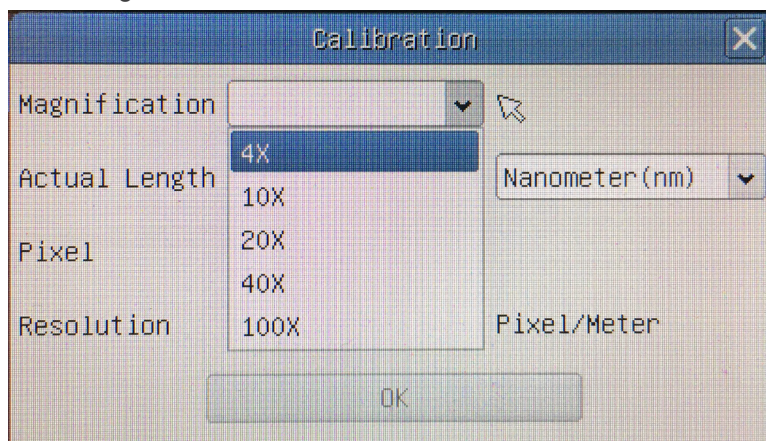 Calibration
Magnification
4X
Actual Length
Nanometer(nm)
10X
Pixel
20X
40X
Resolution
100X
Pixel/Meter
OK